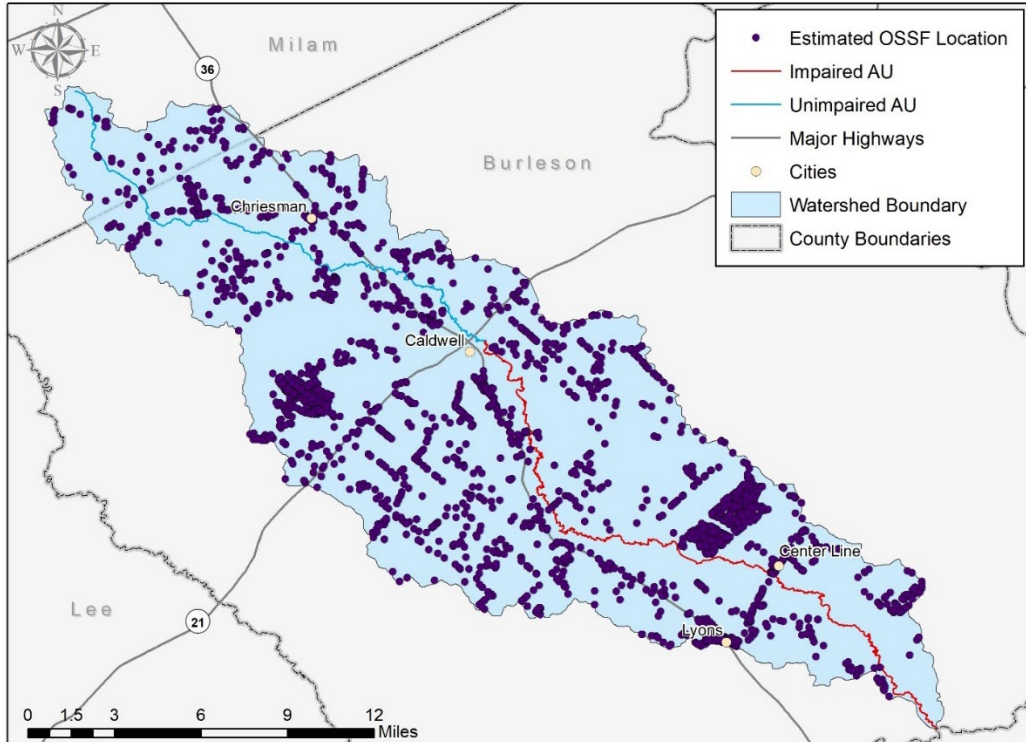 N
W
E
S
Milam
36
Burleson
Chriesman
Caldwell
Center Line
Lyons
Lee
21
0 1.5 3 6 9 12
Miles
Estimated OSSF Location
Impaired AU
Unimpaired AU
Major Highways
Cities
Watershed Boundary
County Boundaries